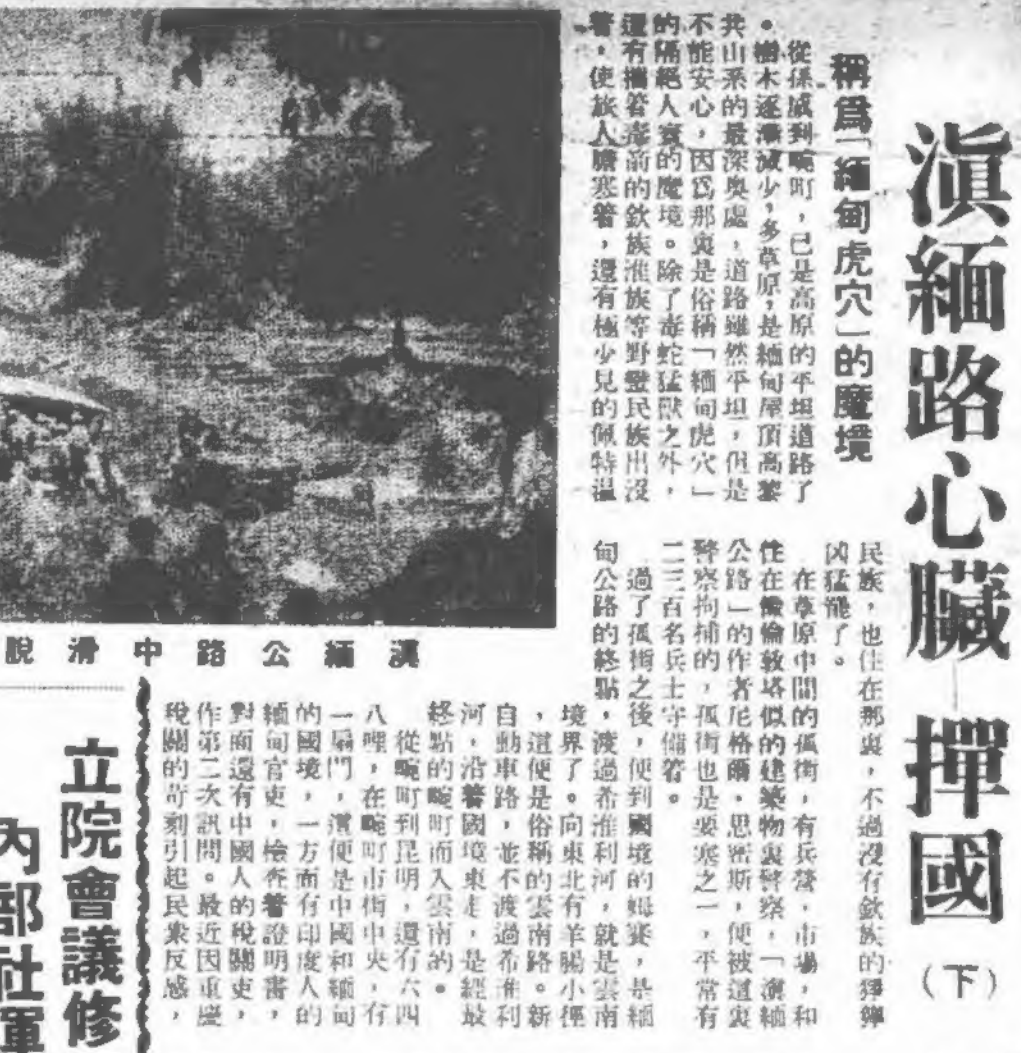 滇緬路心臟—撣國(下)
稱爲「緬甸虎穴」的魔境
從孫威到畹町,已是高原的平坦道路了
。樹木逐漸減少,多草原,是緬甸屋頂高黎
共山系的最深奧處,道路雖然平坦,但是
不能安心,因爲那裏是俗稱「緬甸虎穴」
的隔絕人寰的魔境。除了毒蛇猛獸之外,
還有攜着毒箭的欽族淮族等野蠻民族出沒
着,使旅人膽寒着,還有極少見的佩特溫
民族,也住在那裏,不過沒有欽族的猙獰
凶猛罷了。
在草原中間的孤街,有兵營,市場,和
性在倫敦塔似的建築物裏警察,「滇緬
公路」的作者尼格爾・思密斯,便被這裏
警察拘捕的,孤街也是要塞之一,平常有
二三百名兵士守備着。
過了孤街之後,便到國境的姆賽,是緬
甸公路的終點,渡過希淮利河,就是雲南
境界了。向東北有羊腸小徑
,這便是俗稱的雲南路。新
自動車路,並不渡過希淮利
河,沿着國境東走,是經最
終點的畹町而入雲南的。
從畹町到昆明,還有六四
八哩,在畹町市街中央,有
一扇門,這便是中國和緬甸
的國境,一方面有印度人的
緬甸官吏,檢查着證明書,
對面還有中國人的稅關吏,
作第二次訊問。最近因重慶
稅關的苛刻引起民衆反感,
滇緬公路中滑脫
立院會議修
內部社軍